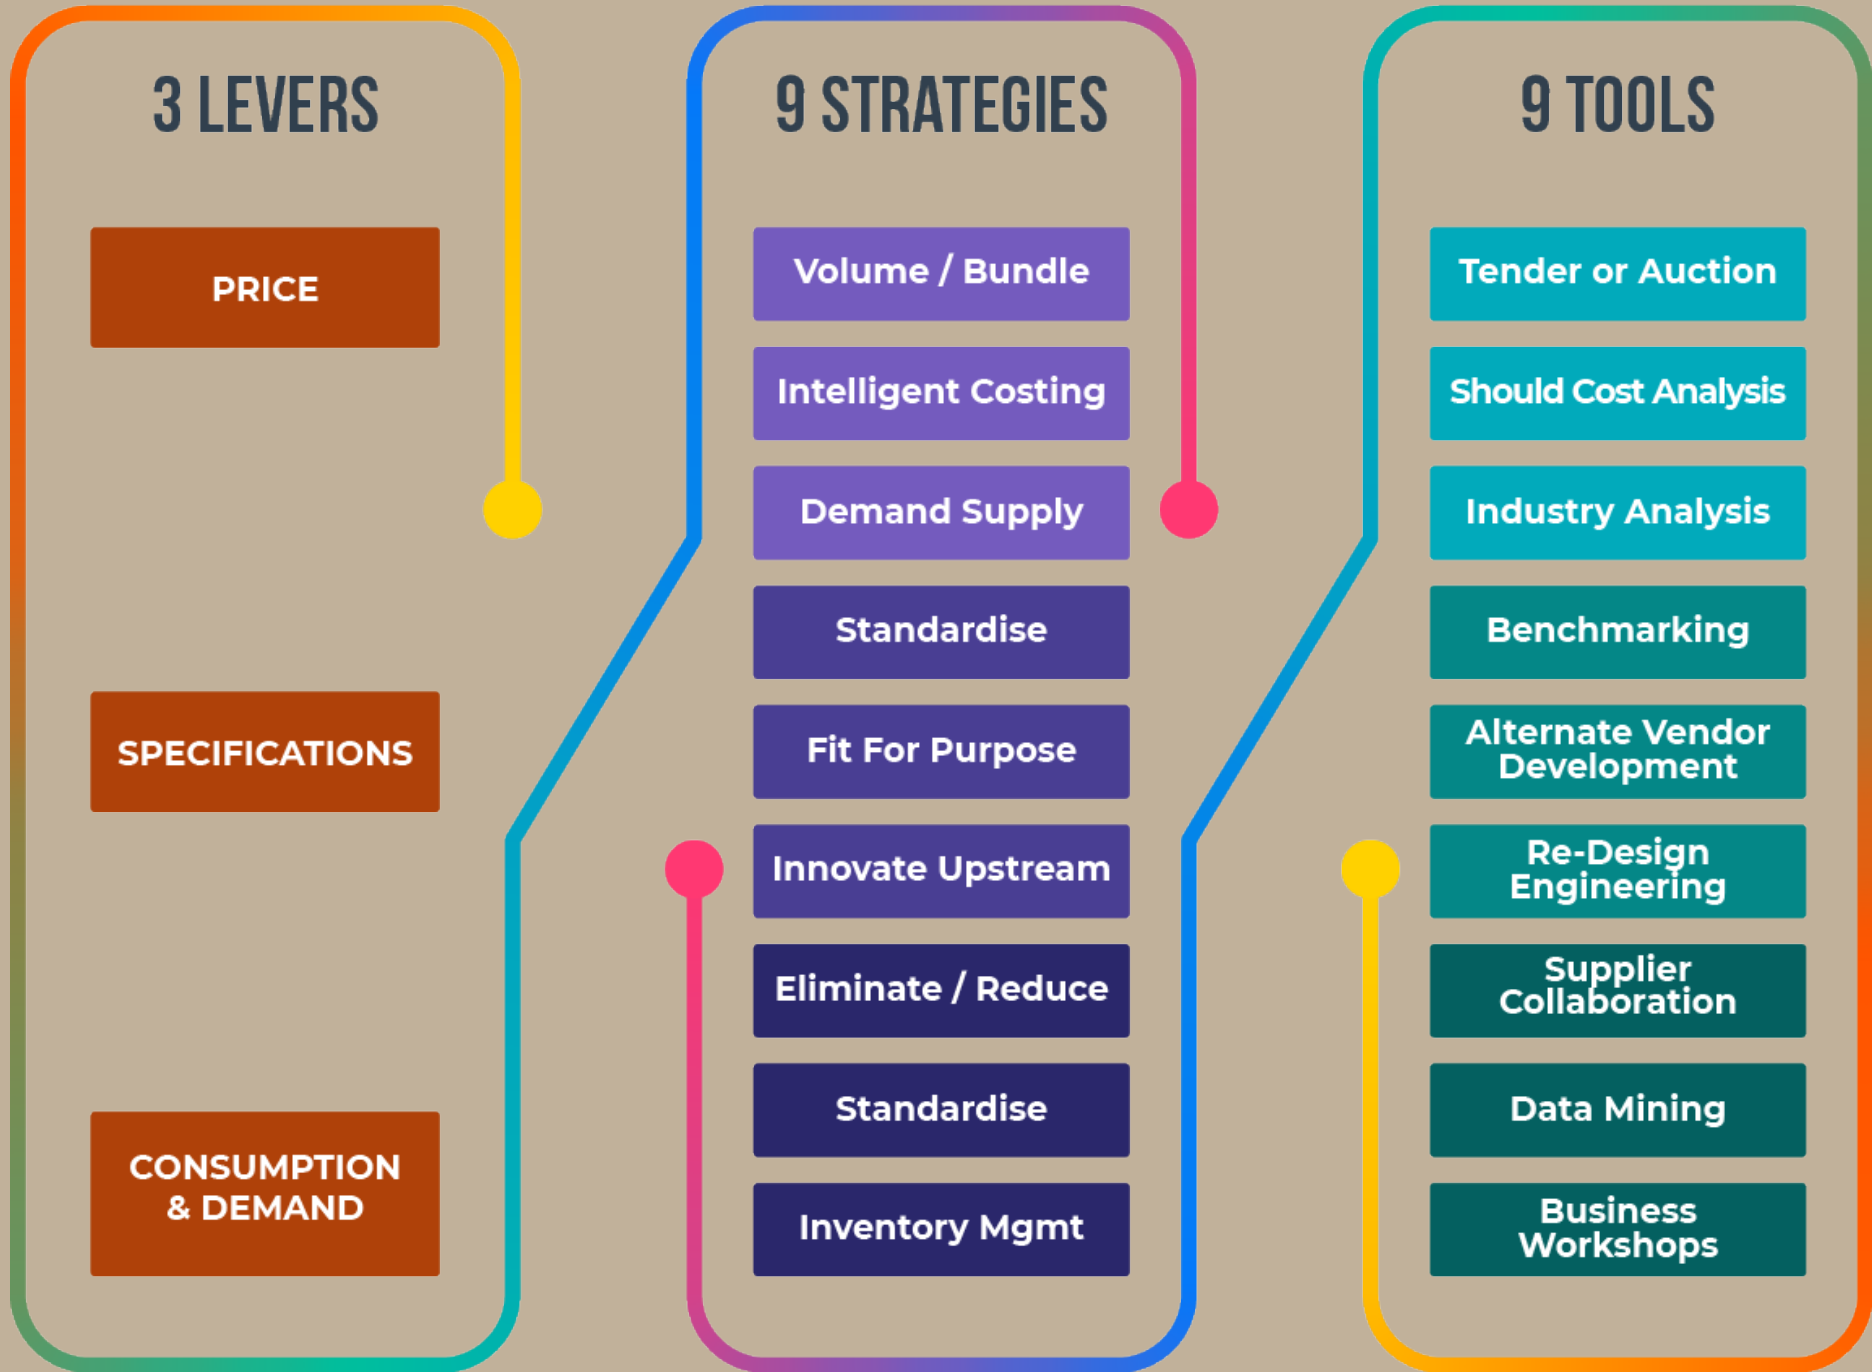 3 LEVERS
PRICE
SPECIFICATIONS
CONSUMPTION
& DEMAND
9 STRATEGIES
Volume / Bundle
Intelligent Costing
Demand Supply
Standardise
Fit For Purpose
Innovate Upstream
Eliminate / Reduce
Standardise
Inventory Mgmt
9 TOOLS
Tender or Auction
Should Cost Analysis
Industry Analysis
Benchmarking
Alternate Vendor
Development
Re-Design
Engineering
Supplier
Collaboration
Data Mining
Business
Workshops